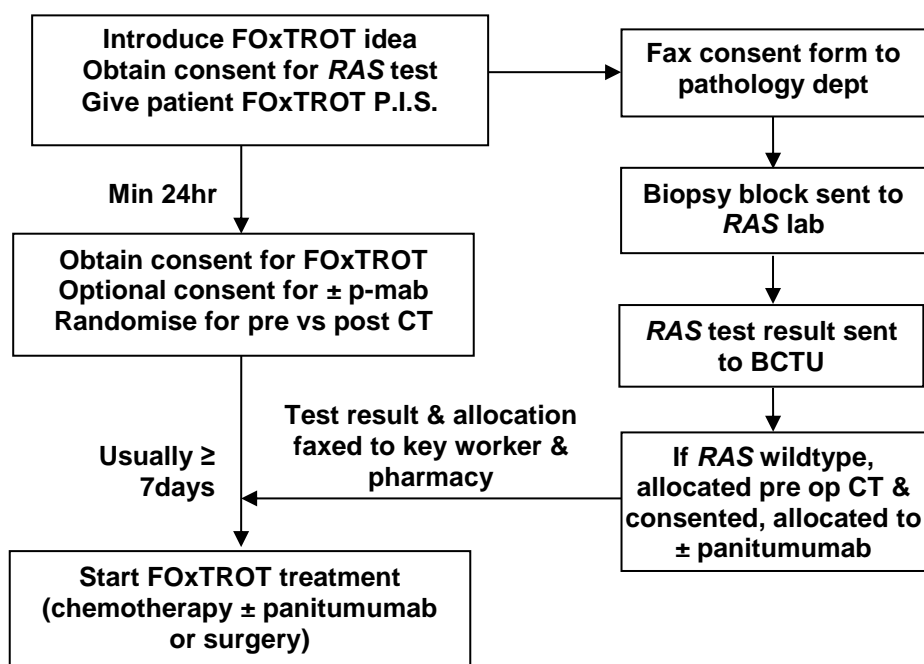 Introduce FOxTROT idea
Obtain consent for RAS test
Give patient FOxTROT P.I.S.
Fax consent form to
pathology dept
Min 24hr
Biopsy block sent to
RAS lab
Obtain consent for FOxTROT
Optional consent for ± p-mab
Randomise for pre vs post CT
RAS test result sent
to BCTU
Test result & allocation
faxed to key worker &
pharmacy
Usually ≥
7days
If RAS wildtype,
allocated pre op CT &
consented, allocated to
± panitumumab
Start FOxTROT treatment
(chemotherapy ± panitumumab
or surgery)